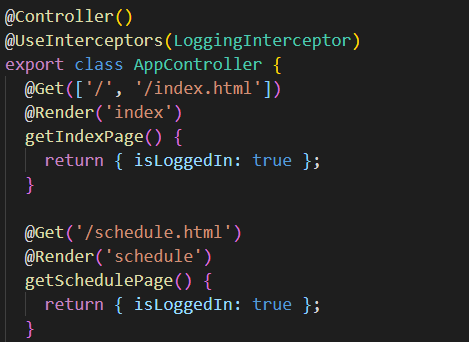 @Controller()
@UseInterceptors(LoggingInterceptor)
export class AppController {
  @Get(['/', '/index.html'])
  @Render('index')
  getIndexPage() {
    return { isLoggedIn: true };
  }

  @Get('/schedule.html')
  @Render('schedule')
  getSchedulePage() {
    return { isLoggedIn: true };
  }